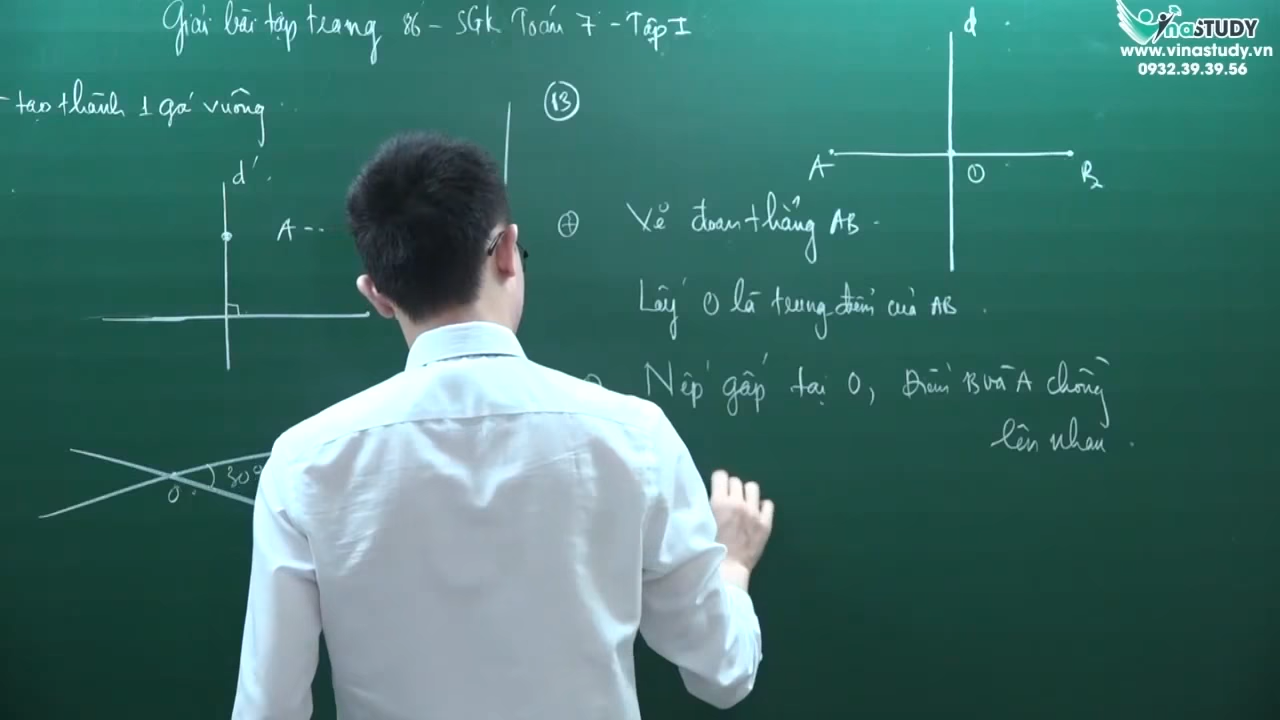 Giải bài tập trang 86 - SGK Toán 7 - Tập I
VinaSTUDY
www.vinastudy.vn
0932.39.39.56
- tạo thành 1 góc vuông
d'
A
O
30°
13
d
A
O
B
Vẽ đoạn thẳng AB.
Lấy O là trung điểm của AB.
Nếp gấp tại O, điểm B và A chồng
lên nhau.